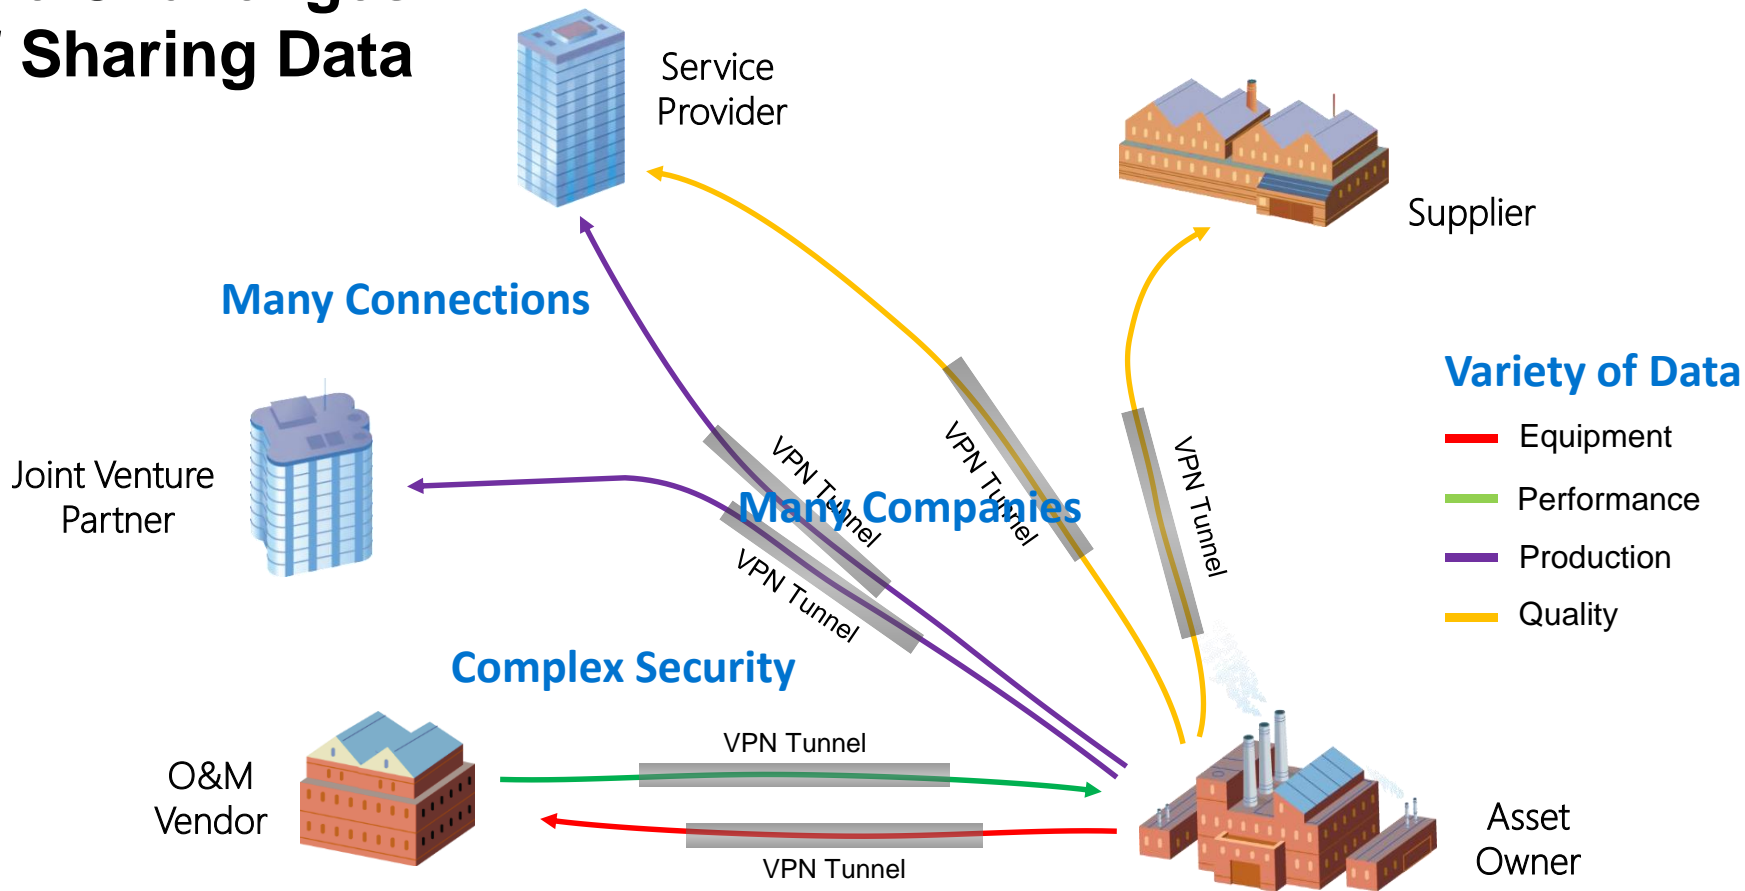 Sharing Data
Service
Provider
Supplier
Many Connections
Variety of Data
Equipment
Performance
Production
Quality
Joint Venture
Partner
VPN Tunnel
VPN Tunnel
VPN Tunnel
Many Companies
VPN Tunnel
Complex Security
VPN Tunnel
O&M
Vendor
Asset
Owner
VPN Tunnel